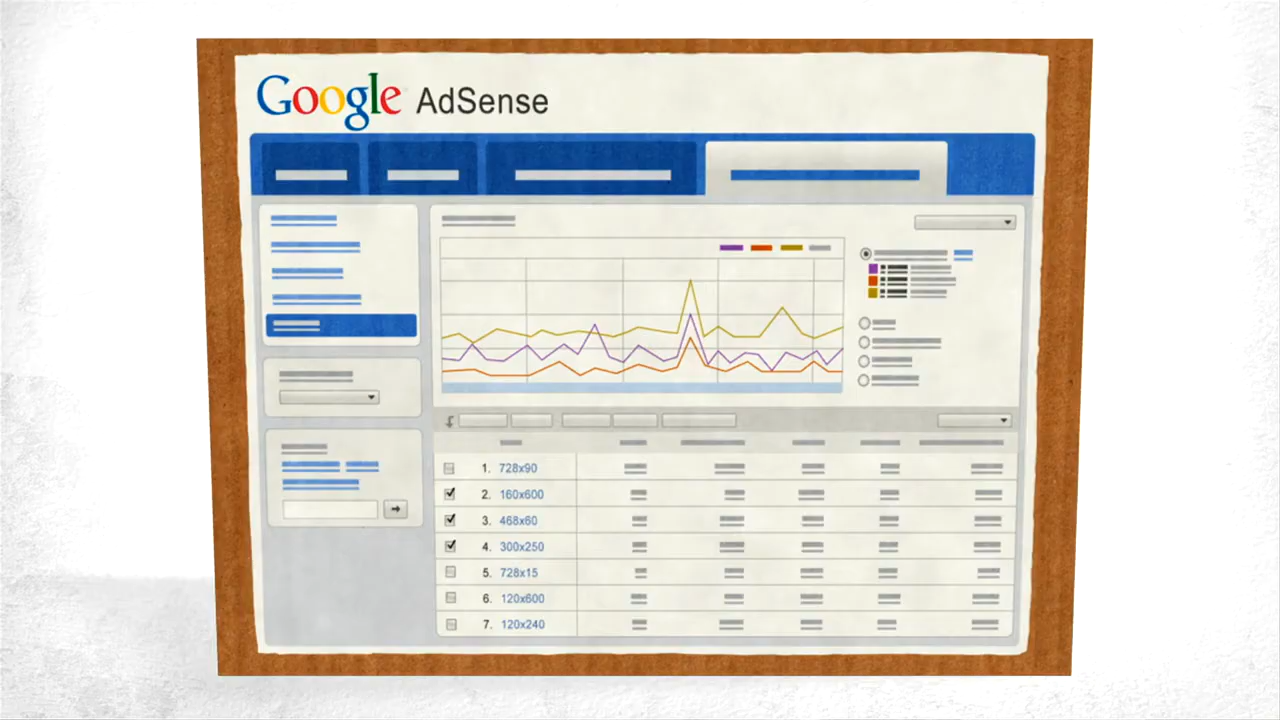 Google AdSense
1. 728x90
2. 160x600
3. 468x60
4. 300x250
5. 728x15
6. 120x600
7. 120x240